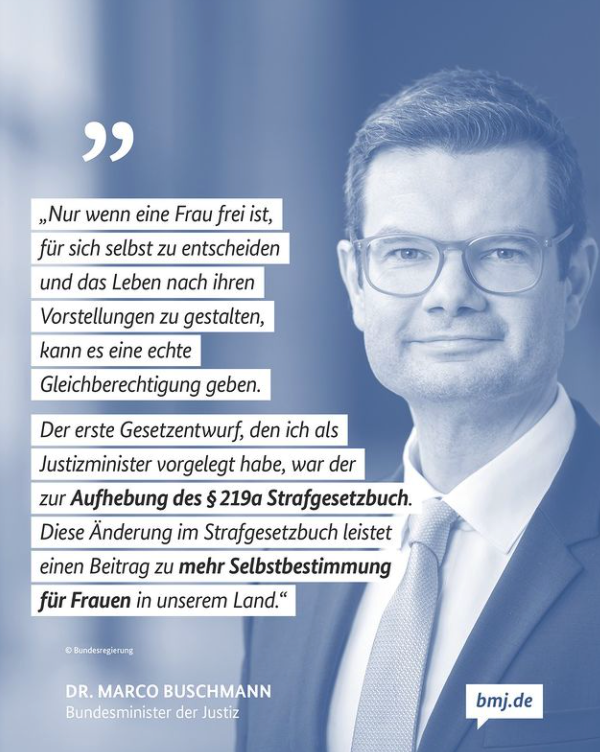 ”
„Nur wenn eine Frau frei ist,
für sich selbst zu entscheiden
und das Leben nach ihren
Vorstellungen zu gestalten,
kann es eine echte
Gleichberechtigung geben.
Der erste Gesetzentwurf, den ich als
Justizminister vorgelegt habe, war der
zur Aufhebung des § 219a Strafgesetzbuch.
Diese Änderung im Strafgesetzbuch leistet
einen Beitrag zu mehr Selbstbestimmung
für Frauen in unserem Land.“
© Bundesregierung
DR. MARCO BUSCHMANN
Bundesminister der Justiz
bmj.de